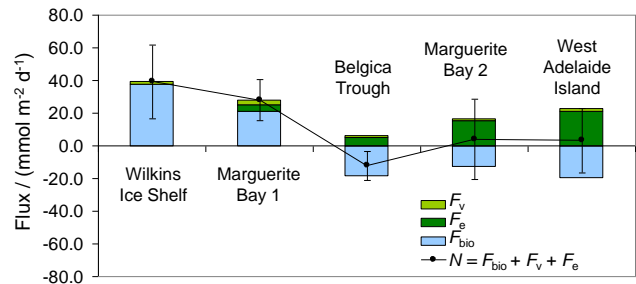 80.0
60.0
40.0
20.0
0.0
-20.0
-40.0
-60.0
-80.0
Flux / (mmol m-2 d-1)
Wilkins
Ice Shelf
Marguerite
Bay 1
Belgica
Trough
Marguerite
Bay 2
West
Adelaide
Island
Fv
Fe
Fbio
N = Fbio + Fv + Fe